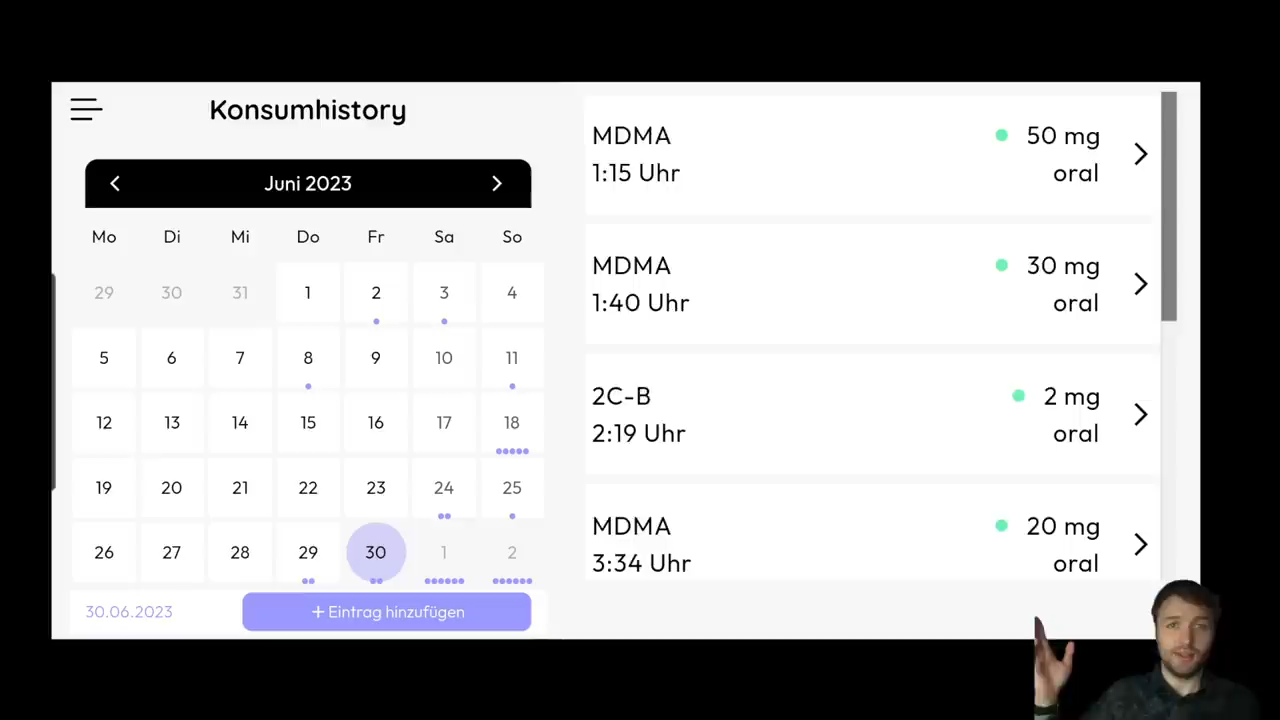 Konsumhistory
Juni 2023
Mo Di Mi Do Fr Sa So
29 30 31 1 2 3 4
5 6 7 8 9 10 11
12 13 14 15 16 17 18
19 20 21 22 23 24 25
26 27 28 29 30 1 2
30.06.2023
+ Eintrag hinzufügen
MDMA 50 mg
1:15 Uhr oral
MDMA 30 mg
1:40 Uhr oral
2C-B 2 mg
2:19 Uhr oral
MDMA 20 mg
3:34 Uhr oral